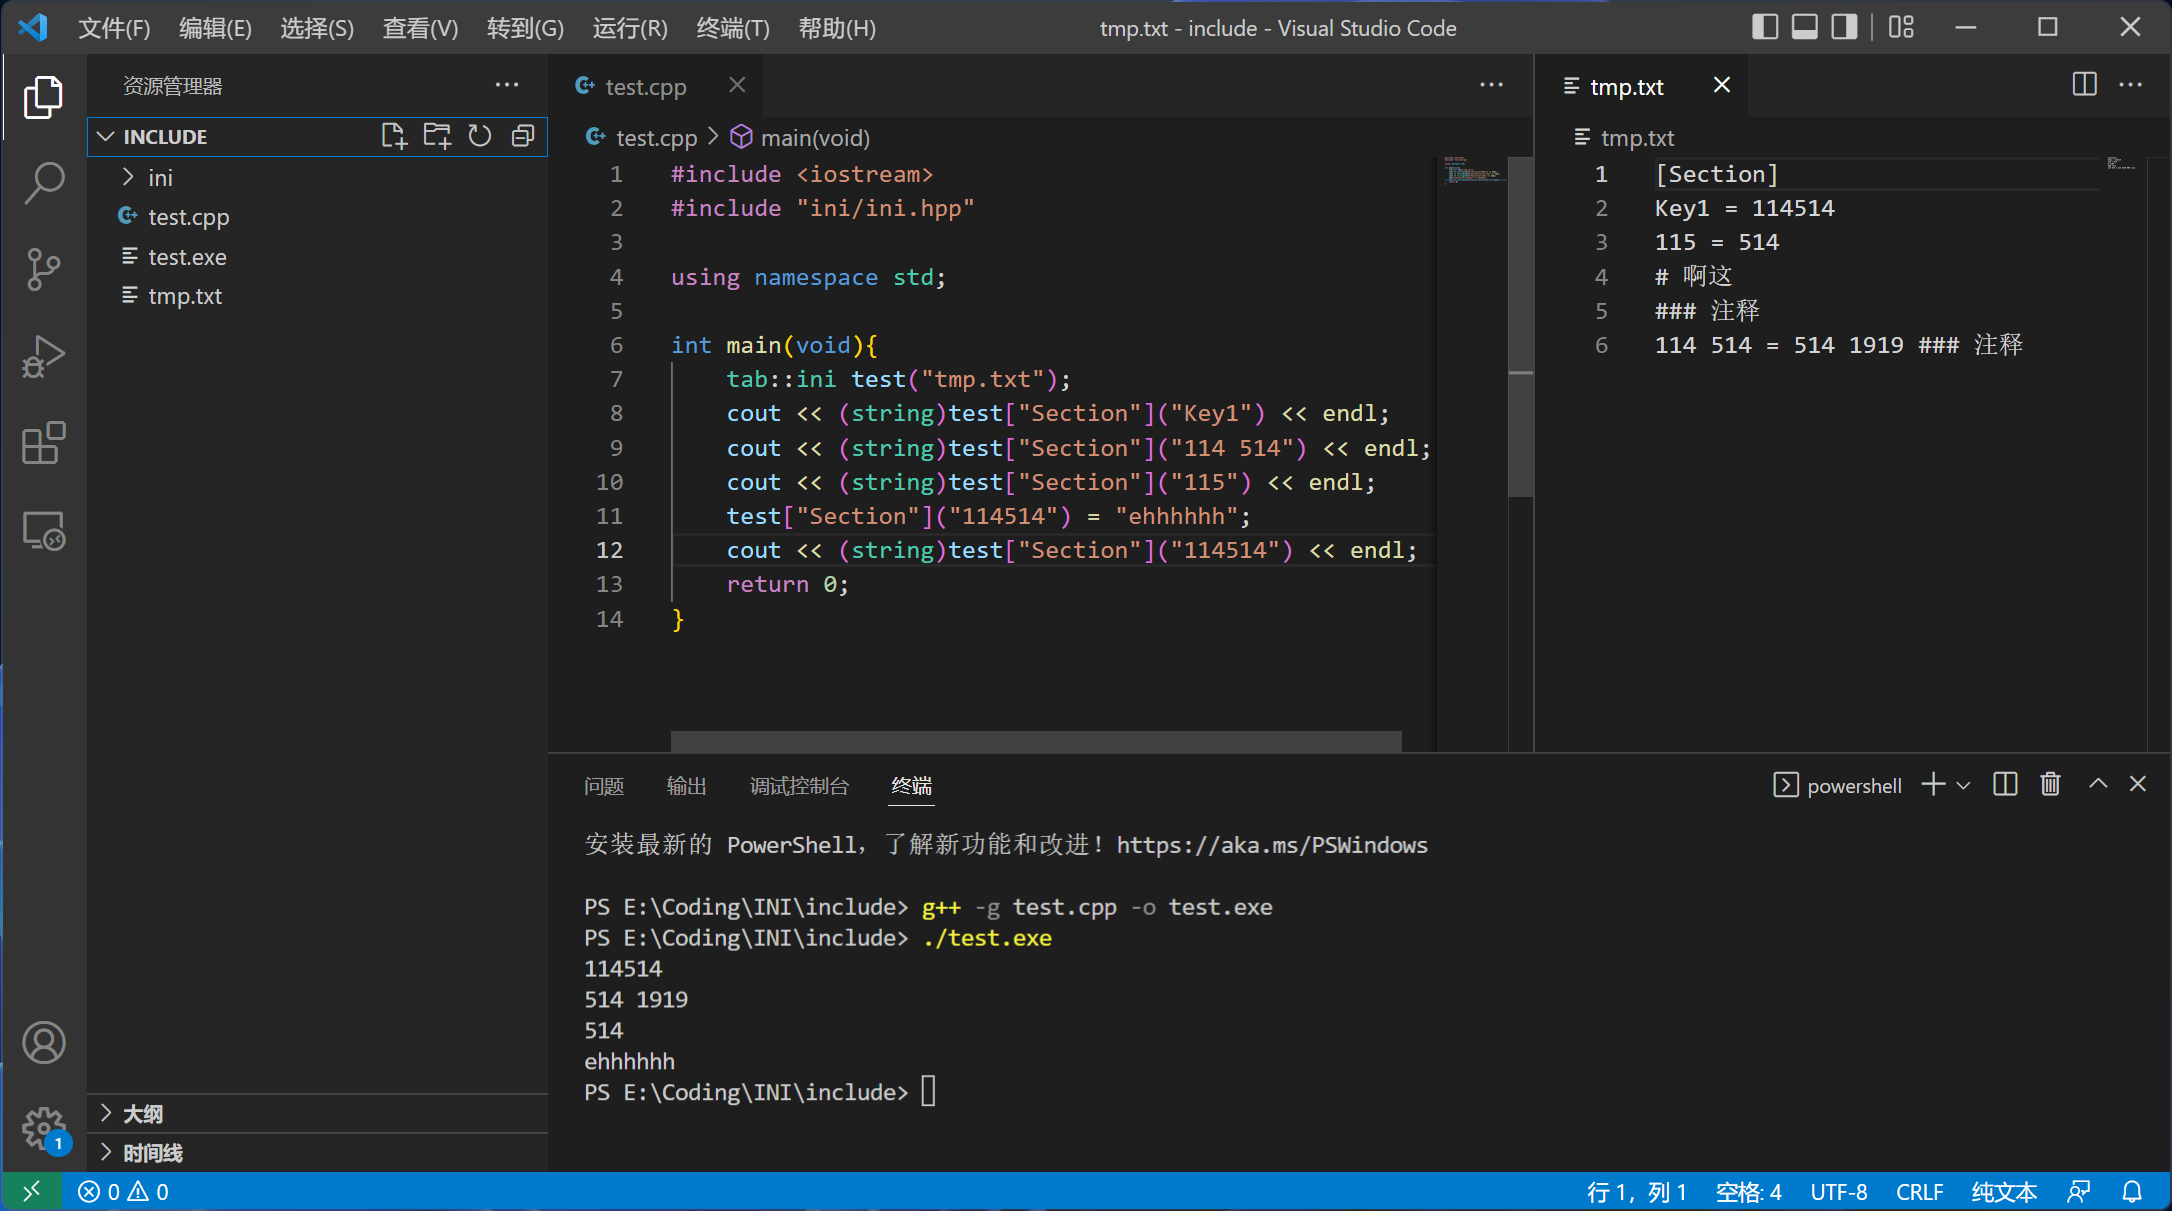 文件(F) 编辑(E) 选择(S) 查看(V) 转到(G) 运行(R) 终端(T) 帮助(H) tmp.txt - include - Visual Studio Code
资源管理器
INCLUDE
ini
test.cpp
test.exe
tmp.txt
大纲
时间线
test.cpp
test.cpp > main(void)
1 #include <iostream>
2 #include "ini/ini.hpp"
3
4 using namespace std;
5
6 int main(void){
7     tab::ini test("tmp.txt");
8     cout << (string)test["Section"]("Key1") << endl;
9     cout << (string)test["Section"]("114 514") << endl;
10     cout << (string)test["Section"]("115") << endl;
11     test["Section"]("114514") = "ehhhhhh";
12     cout << (string)test["Section"]("114514") << endl;
13     return 0;
14 }
tmp.txt
tmp.txt
1 [Section]
2 Key1 = 114514
3 115 = 514
4 # 啊这
5 ### 注释
6 114 514 = 514 1919 ### 注释
问题 输出 调试控制台 终端 powershell
安装最新的 PowerShell，了解新功能和改进！https://aka.ms/PSWindows
PS E:\Coding\INI\include> g++ -g test.cpp -o test.exe
PS E:\Coding\INI\include> ./test.exe
114514
514 1919
514
ehhhhhh
PS E:\Coding\INI\include>
1
0 0 行 1，列 1 空格: 4 UTF-8 CRLF 纯文本